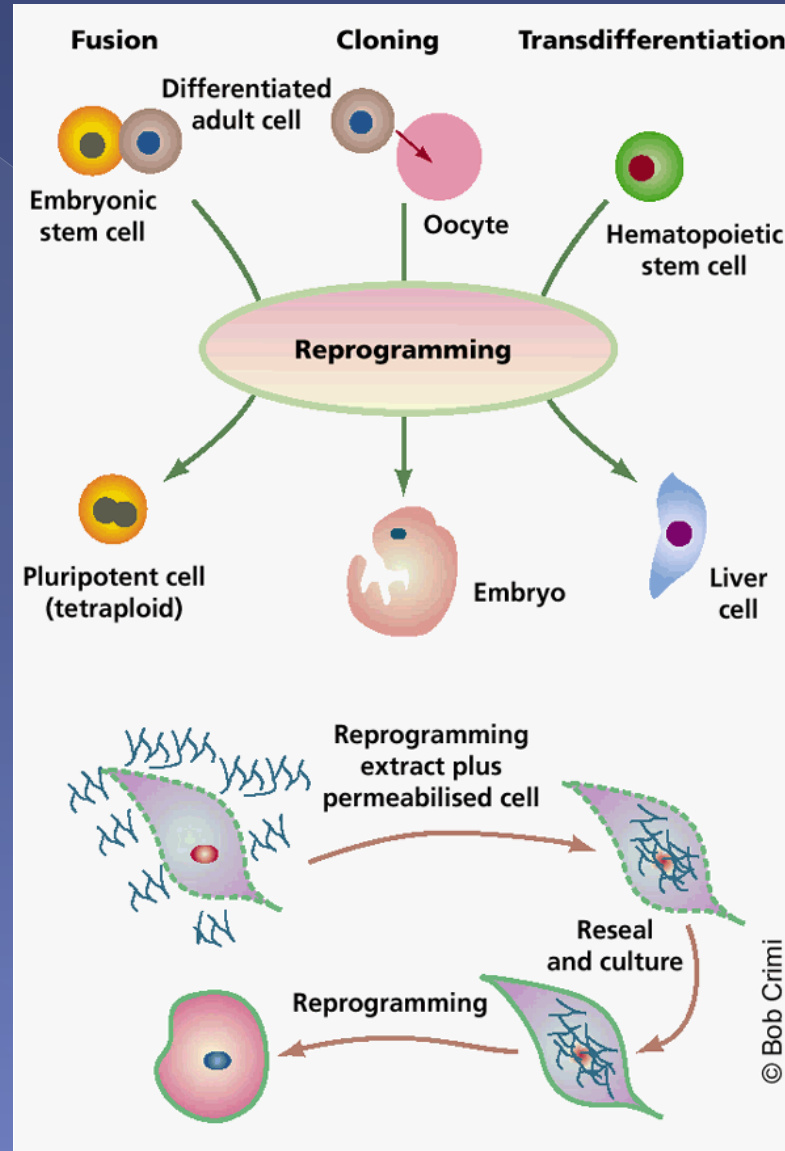 Fusion
Cloning
Transdifferentiation
Differentiated
adult cell
Embryonic
stem cell
Oocyte
Hematopoietic
stem cell
Reprogramming
Pluripotent cell
(tetraploid)
Embryo
Liver
cell
Reprogramming
extract plus
permeabilised cell
Reseal
and culture
Reprogramming
© Bob Crimi